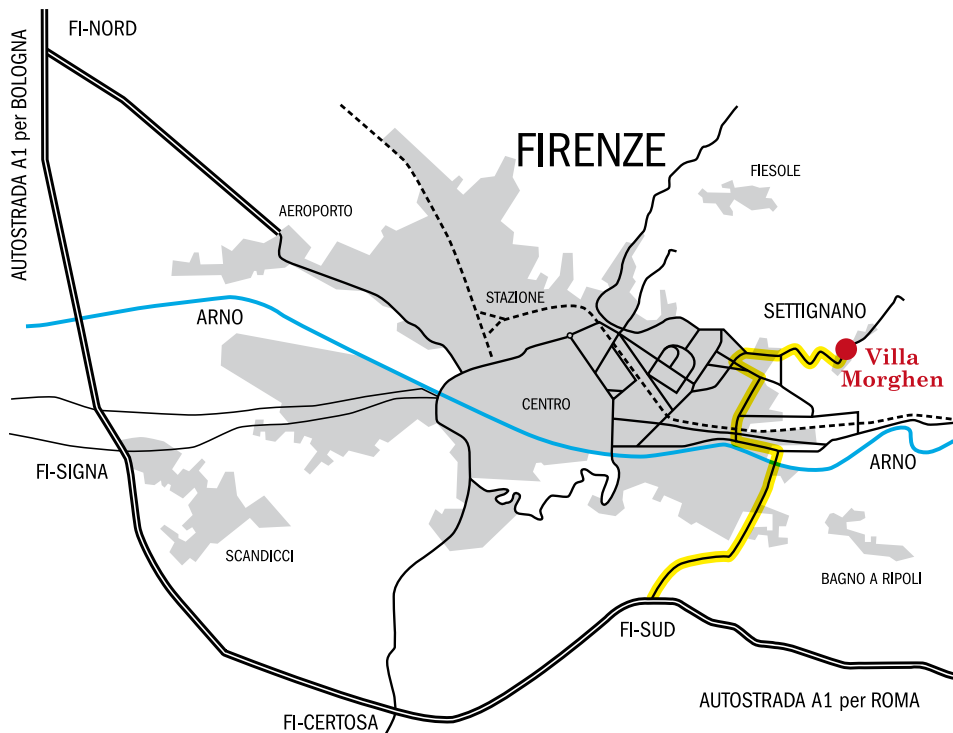 FI-NORD
AUTOSTRADA A1 per BOLOGNA
FIRENZE
FIESOLE
AEROPORTO
STAZIONE
SETTIGNANO
ARNO
Villa
Morghen
CENTRO
ARNO
FI-SIGNA
SCANDICCI
BAGNO A RIPOLI
FI-SUD
AUTOSTRADA A1 per ROMA
FI-CERTOSA